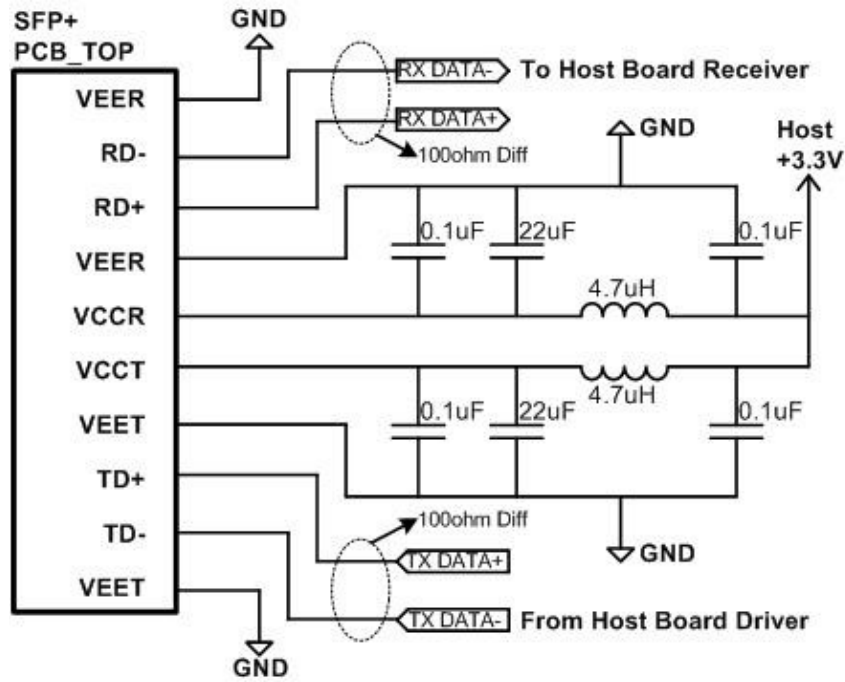 SFP+
PCB_TOP
GND
VEER
RD-
RD+
VEER
VCCR
VCCT
VEET
TD+
TD-
VEET
RX DATA-
To Host Board Receiver
RX DATA+
100ohm Diff
GND
Host
+3.3V
0.1uF
22uF
0.1uF
4.7uH
4.7uH
0.1uF
22uF
0.1uF
100ohm Diff
GND
TX DATA+
TX DATA-
From Host Board Driver
GND